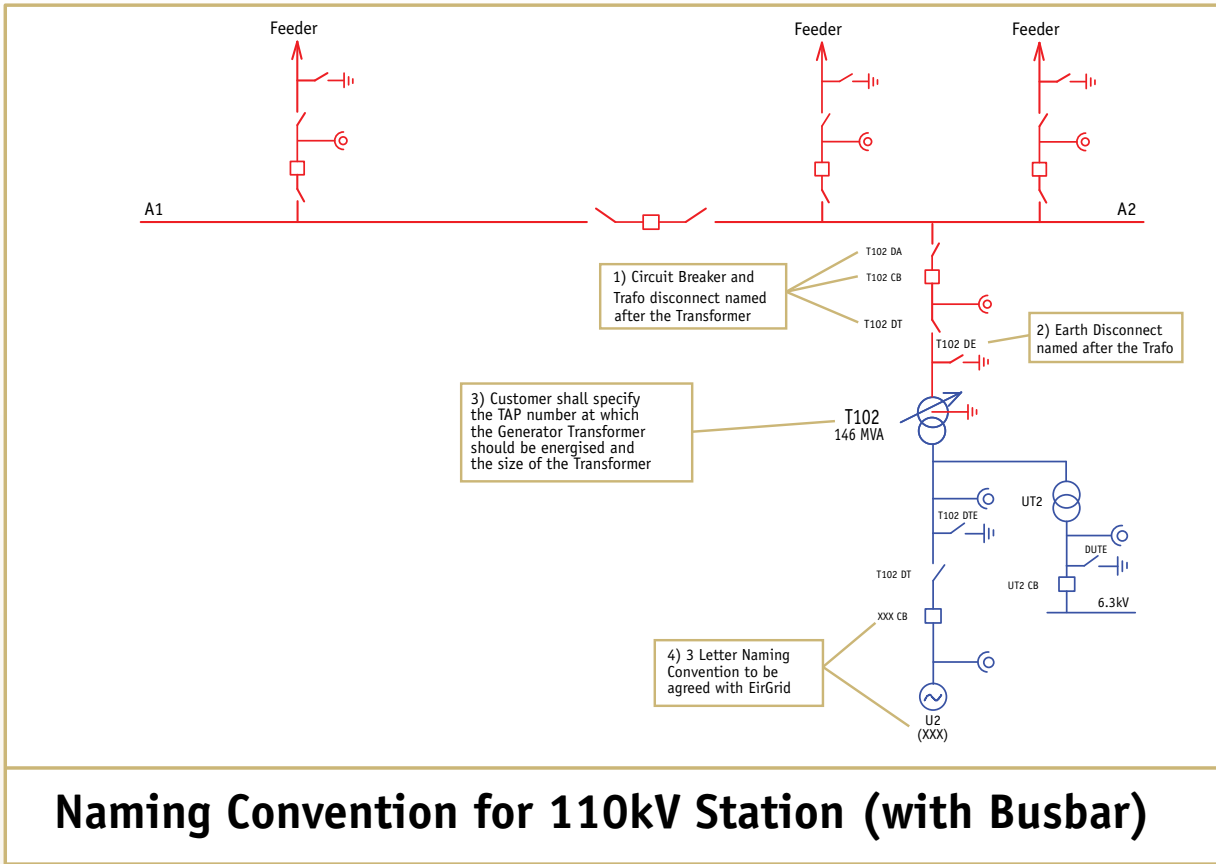 Feeder
Feeder
Feeder
A1
A2
T102 DA
T102 CB
T102 DT
1) Circuit Breaker and
Trafo disconnect named
after the Transformer
T102 DE
2) Earth Disconnect
named after the Trafo
3) Customer shall specify
the TAP number at which
the Generator Transformer
should be energised and
the size of the Transformer
T102
146 MVA
UT2
T102 DTE
DUTE
T102 DT
UT2 CB
6.3kV
XXX CB
4) 3 Letter Naming
Convention to be
agreed with EirGrid
U2
(XXX)
Naming Convention for 110kV Station (with Busbar)